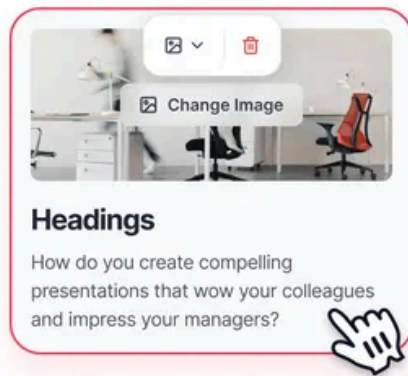 Change Image
Headings
How do you create compelling
presentations that wow your colleagues
and impress your managers?